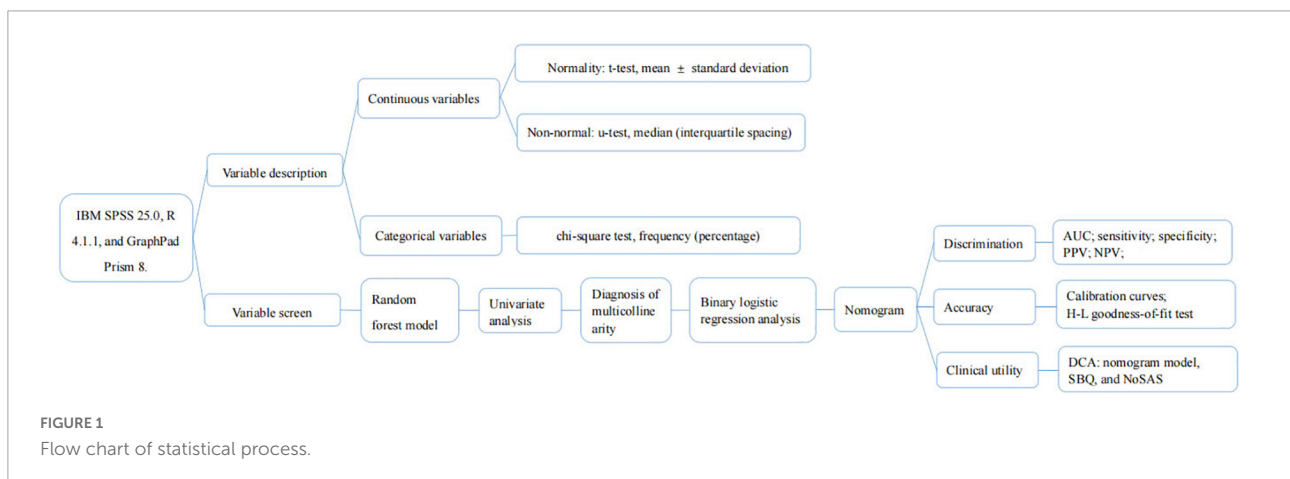 Normality: t-test, mean ± standard deviation
Continuous variables
Non-normal: u-test, median (interquartile spacing)
Variable description
IBM SPSS 25.0, R
4.1.1, and GraphPad
Prism 8.
Categorical variables
chi-square test, frequency (percentage)
Variable screen
Random
forest model
Univariate
analysis
Diagnosis of
multicolline
arity
Binary logistic
regression analysis
Nomogram
Discrimination
AUC; sensitivity; specificity;
PPV; NPV;
Accuracy
Calibration curves;
H-L goodness-of-fit test
Clinical utility
DCA: nomogram model,
SBQ, and NoSAS
FIGURE 1
Flow chart of statistical process.